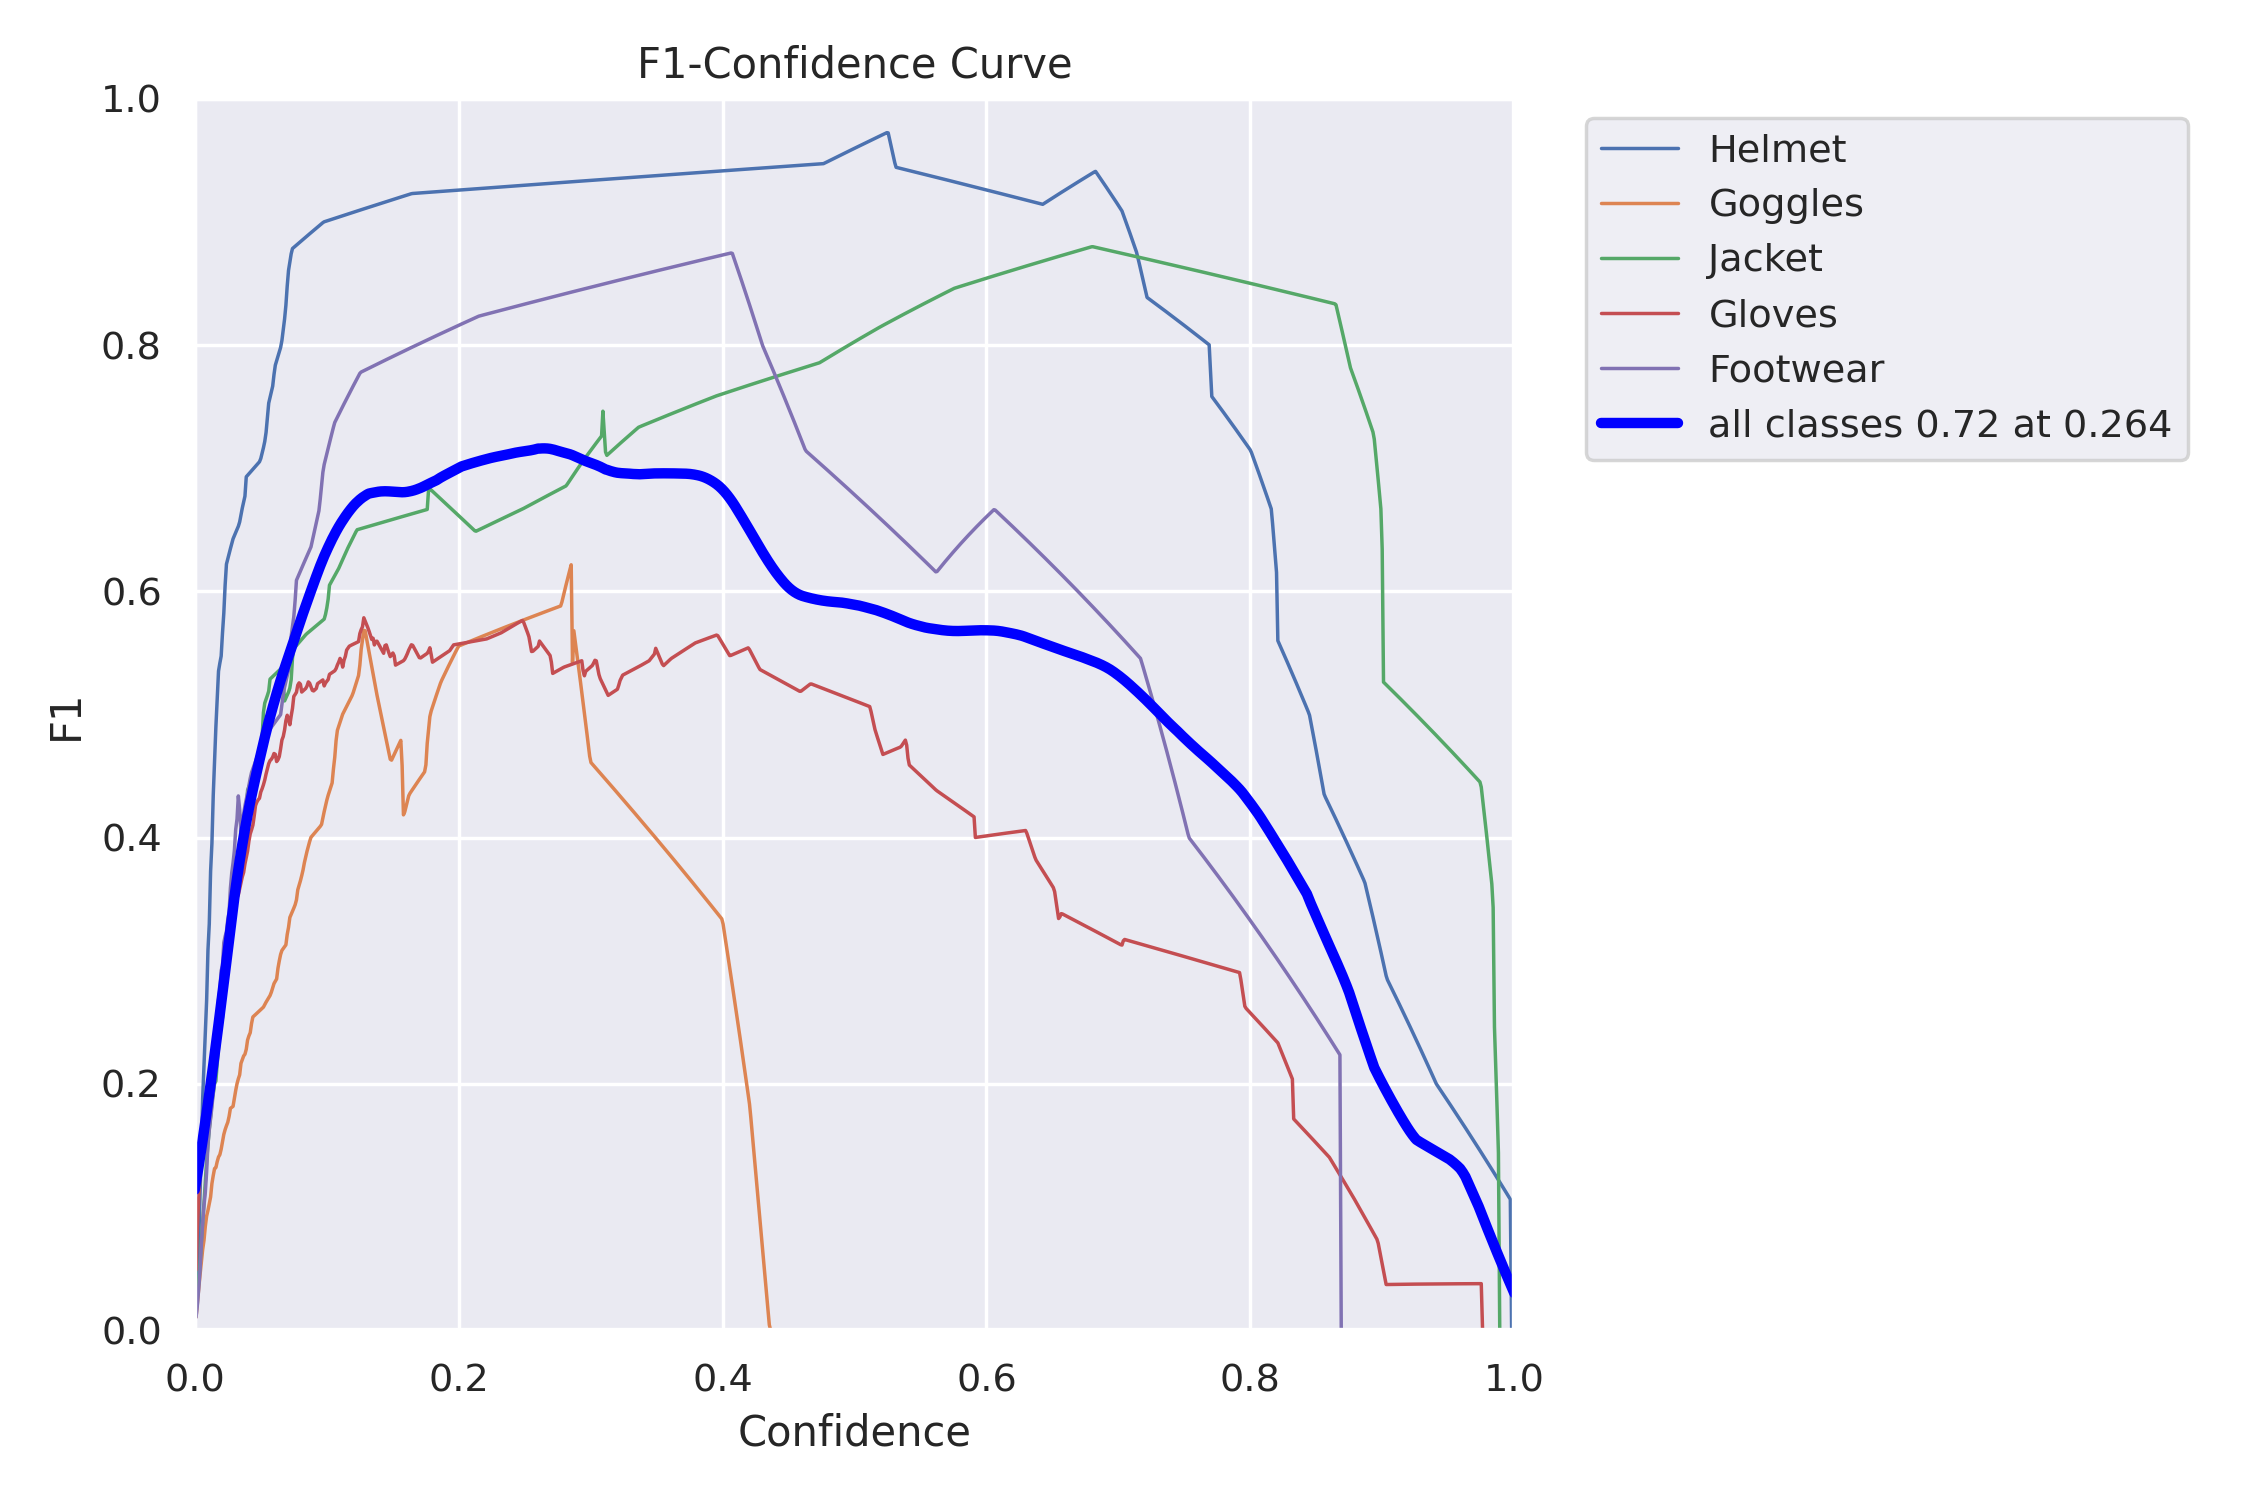 F1-Confidence Curve
1.0
0.8
0.6
0.4
0.2
0.0
F1
0.0 0.2 0.4 0.6 0.8 1.0
Confidence
Helmet
Goggles
Jacket
Gloves
Footwear
all classes 0.72 at 0.264